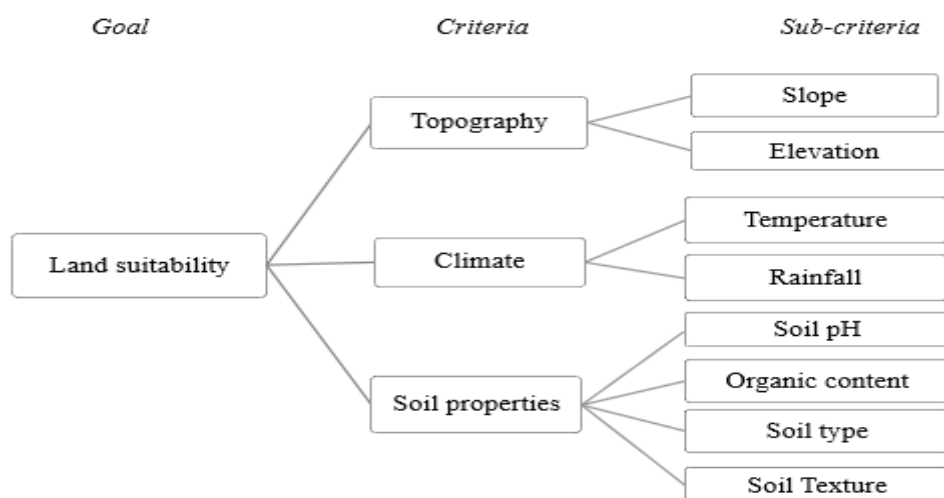 Goal
Criteria
Sub-criteria
Land suitability
Topography
Slope
Elevation
Climate
Temperature
Rainfall
Soil properties
Soil pH
Organic content
Soil type
Soil Texture